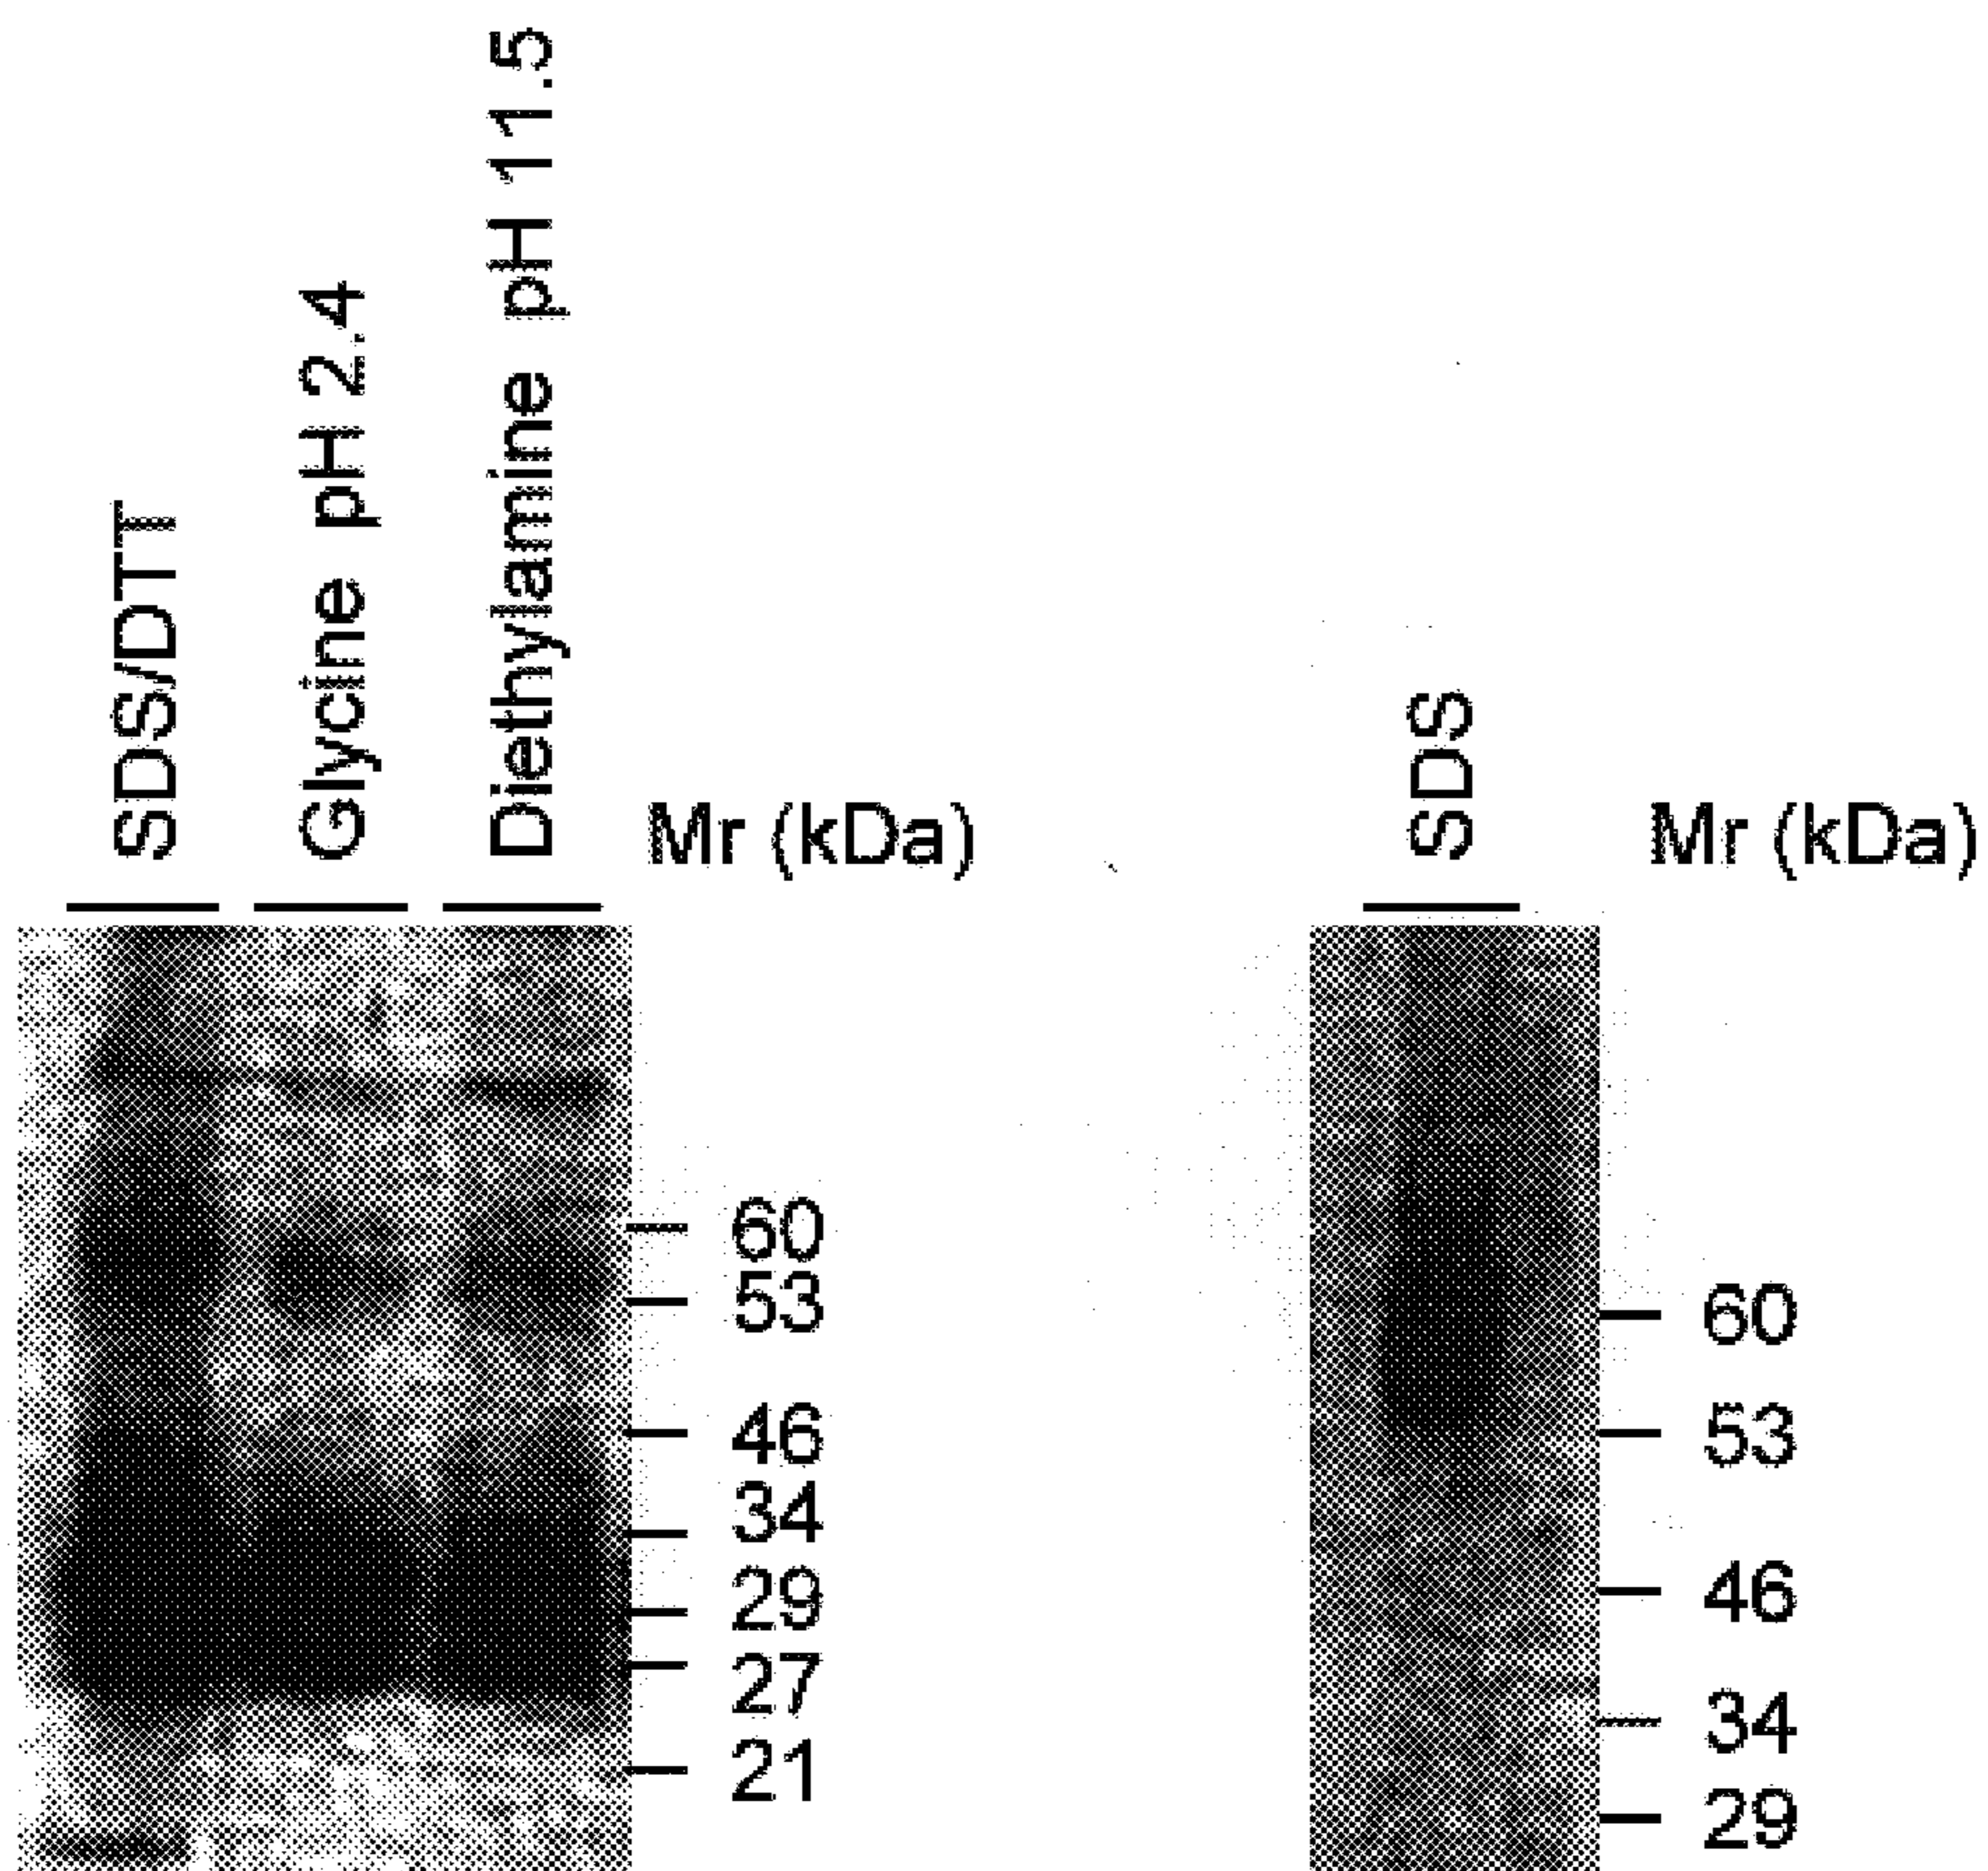 SDS/DTT
Glycine pH 2.4
Diethylamine pH 11.5
Mr (kDa)
60
53
46
34
29
27
21
SDS
Mr (kDa)
60
53
46
34
29